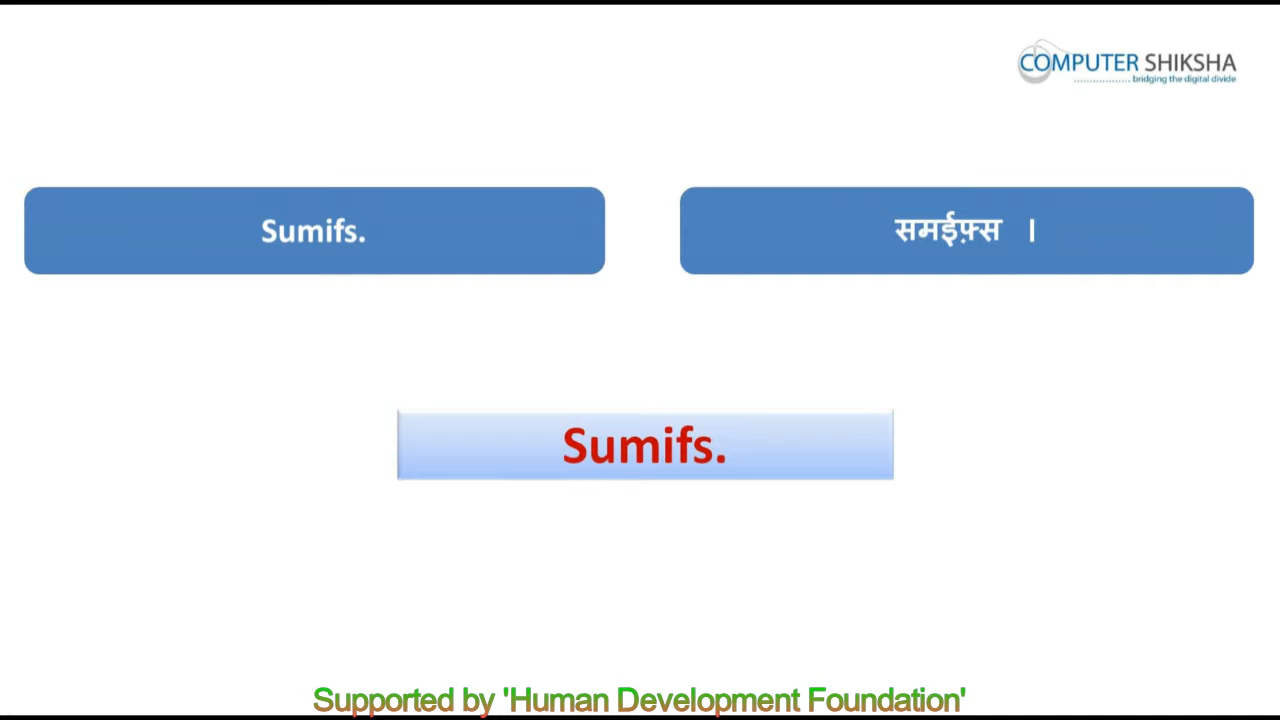 COMPUTER SHIKSHA
bridging the digital divide
Sumifs.
समईफ़्स ।
Sumifs.
Supported by 'Human Development Foundation'